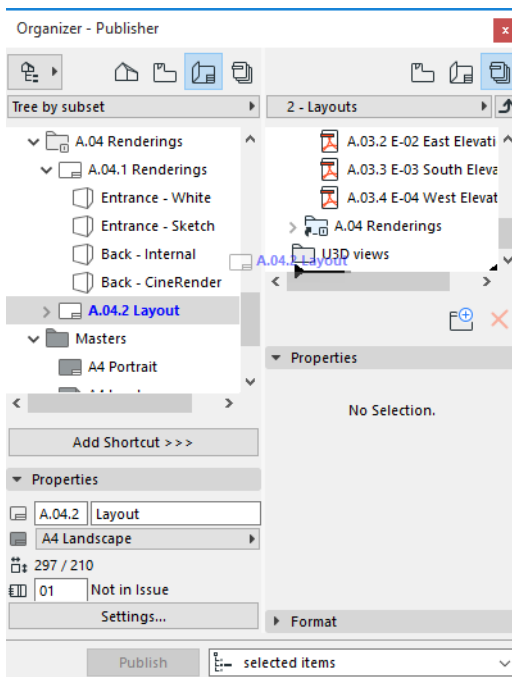 Organizer - Publisher
x
Tree by subset
A.04 Renderings
A.04.1 Renderings
Entrance - White
Entrance - Sketch
Back - Internal
Back - CineRender
A.04.2 Layout
Masters
A4 Portrait
Add Shortcut >>>
Properties
A.04.2 Layout
A4 Landscape
297 / 210
01 Not in Issue
Settings...
2 - Layouts
A.03.2 E-02 East Elevati
A.03.3 E-03 South Eleva
A.03.4 E-04 West Elevat
A.04 Renderings
U3D views
A.04.2 Layout
Properties
No Selection.
Format
Publish
selected items